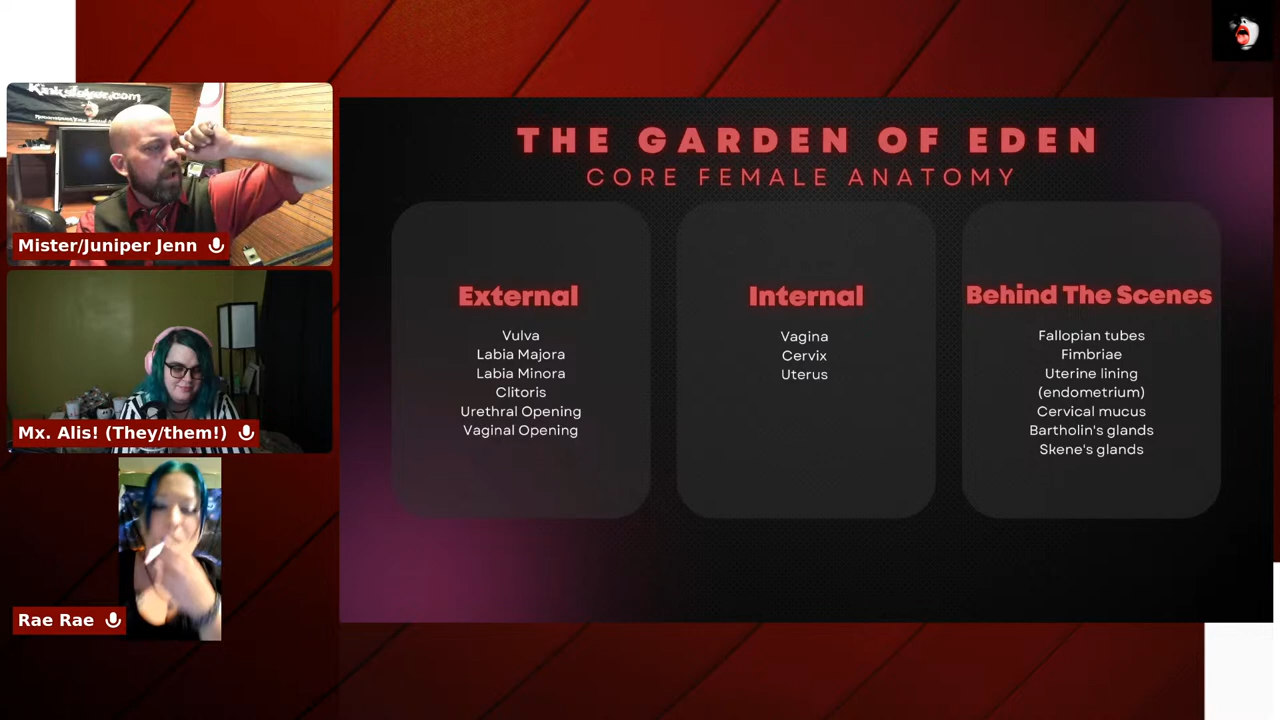 KinksTaker.com
Mister/Juniper Jenn
Mx. Alis! (They/them!)
Rae Rae
THE GARDEN OF EDEN
CORE FEMALE ANATOMY
External
Vulva
Labia Majora
Labia Minora
Clitoris
Urethral Opening
Vaginal Opening
Internal
Vagina
Cervix
Uterus
Behind The Scenes
Fallopian tubes
Fimbriae
Uterine lining
(endometrium)
Cervical mucus
Bartholin's glands
Skene's glands